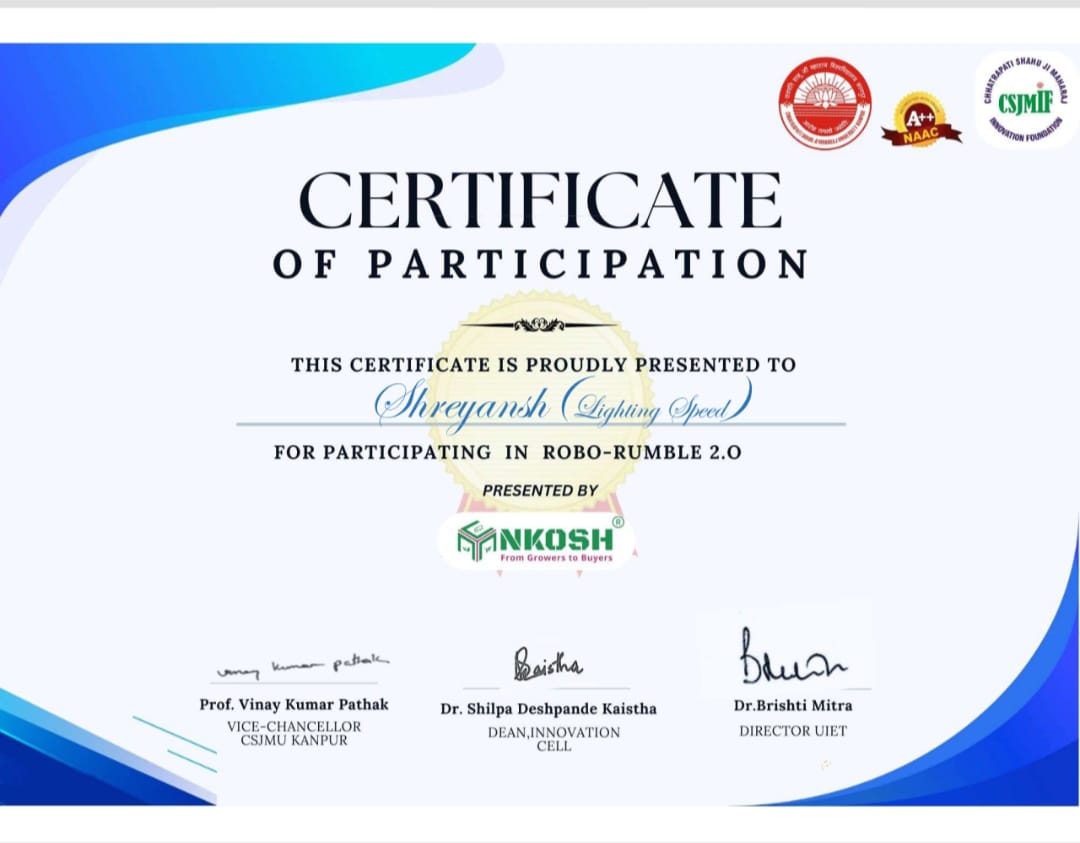 A++
NAAC
CHHATRAPATI SHAHU JI MAHARAJ
CSJMIF
INNOVATION FOUNDATION
CERTIFICATE
OF PARTICIPATION
THIS CERTIFICATE IS PROUDLY PRESENTED TO
Shreyansh (Lighting Speed)
FOR PARTICIPATING IN ROBO-RUMBLE 2.O
PRESENTED BY
NKOSH®
From Growers to Buyers
vinay kumar pathak
Kaistha
Prof. Vinay Kumar Pathak
VICE-CHANCELLOR
CSJMU KANPUR
Dr. Shilpa Deshpande Kaistha
DEAN,INNOVATION
CELL
Dr.Brishti Mitra
DIRECTOR UIET